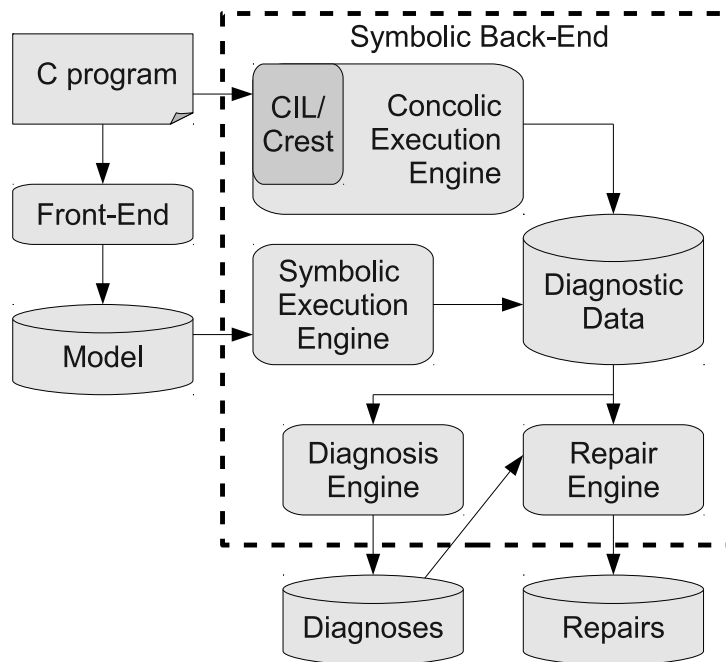 Symbolic Back-End
C program
CIL/
Crest
Concolic
Execution
Engine
Front-End
Symbolic
Execution
Engine
Diagnostic
Data
Model
Diagnosis
Engine
Repair
Engine
Diagnoses
Repairs